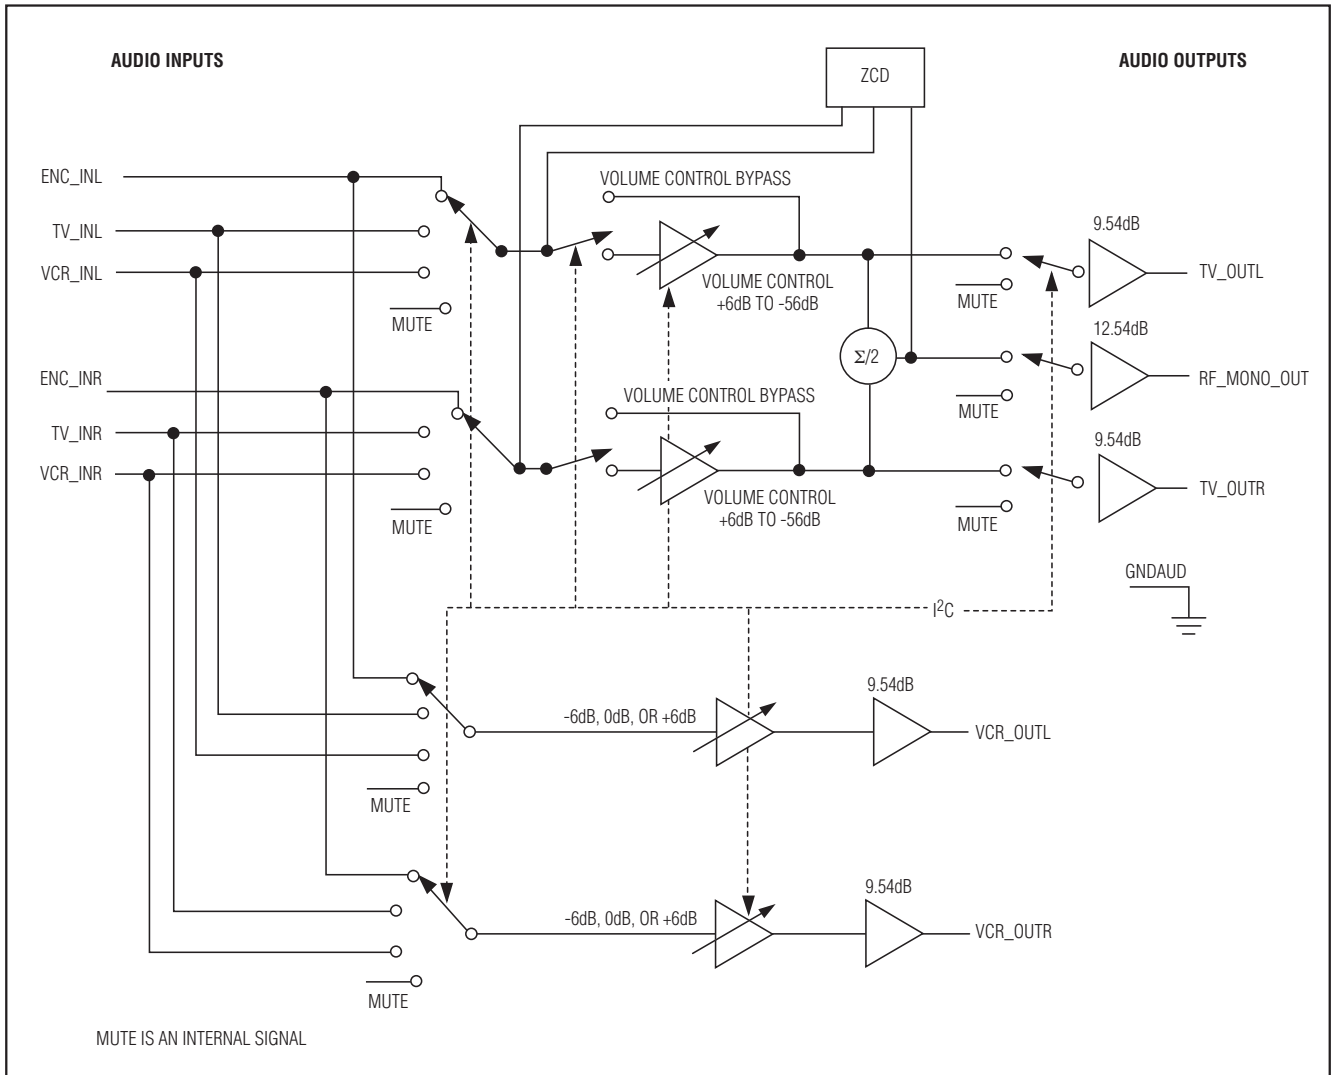 AUDIO INPUTS
AUDIO OUTPUTS
ZCD
ENC_INL
VOLUME CONTROL BYPASS
TV_INL
9.54dB
VCR_INL
TV_OUTL
VOLUME CONTROL
+6dB TO -56dB
MUTE
MUTE
12.54dB
Σ/2
ENC_INR
RF_MONO_OUT
VOLUME CONTROL BYPASS
MUTE
TV_INR
9.54dB
VCR_INR
TV_OUTR
VOLUME CONTROL
+6dB TO -56dB
MUTE
MUTE
GNDAUD
I²C
9.54dB
-6dB, 0dB, OR +6dB
VCR_OUTL
MUTE
9.54dB
-6dB, 0dB, OR +6dB
VCR_OUTR
MUTE
MUTE IS AN INTERNAL SIGNAL